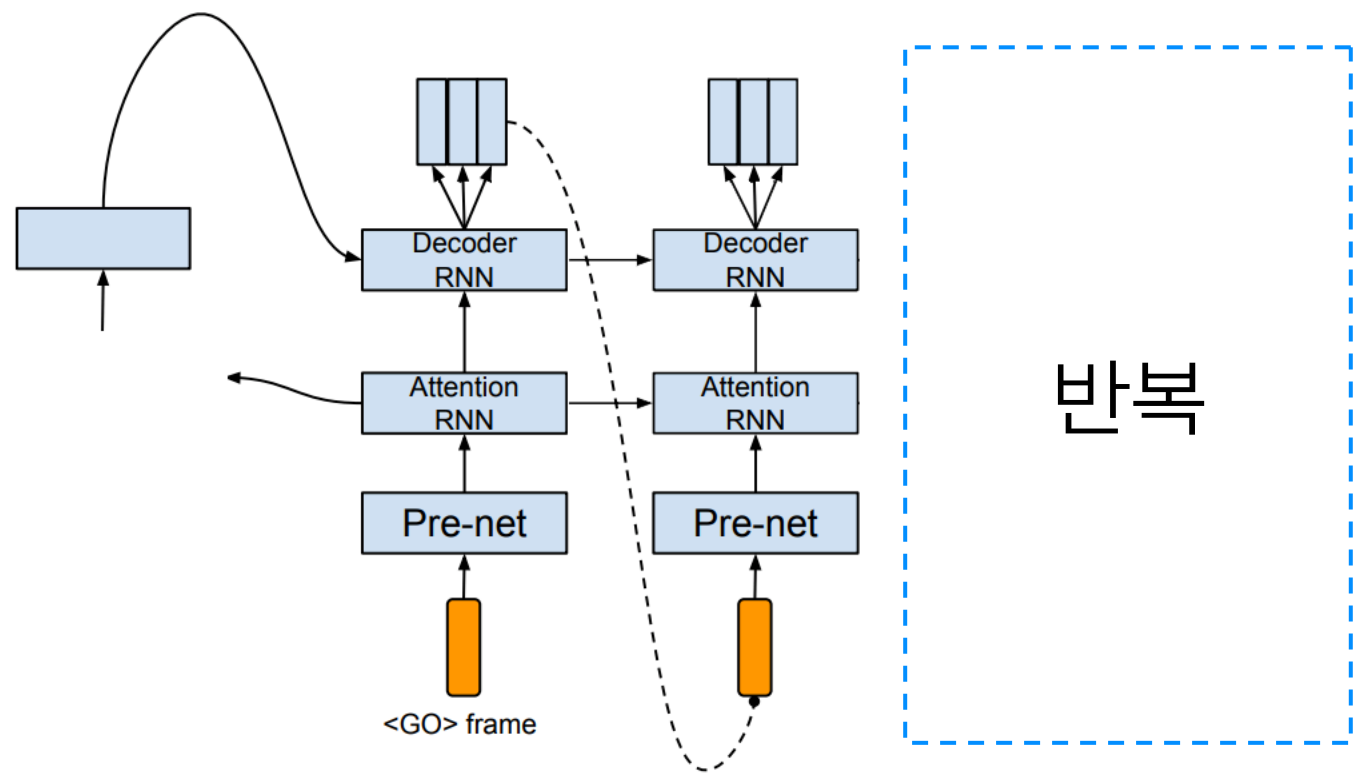 Decoder
RNN
Decoder
RNN
Attention
RNN
Attention
RNN
반복
Pre-net
Pre-net
<GO> frame